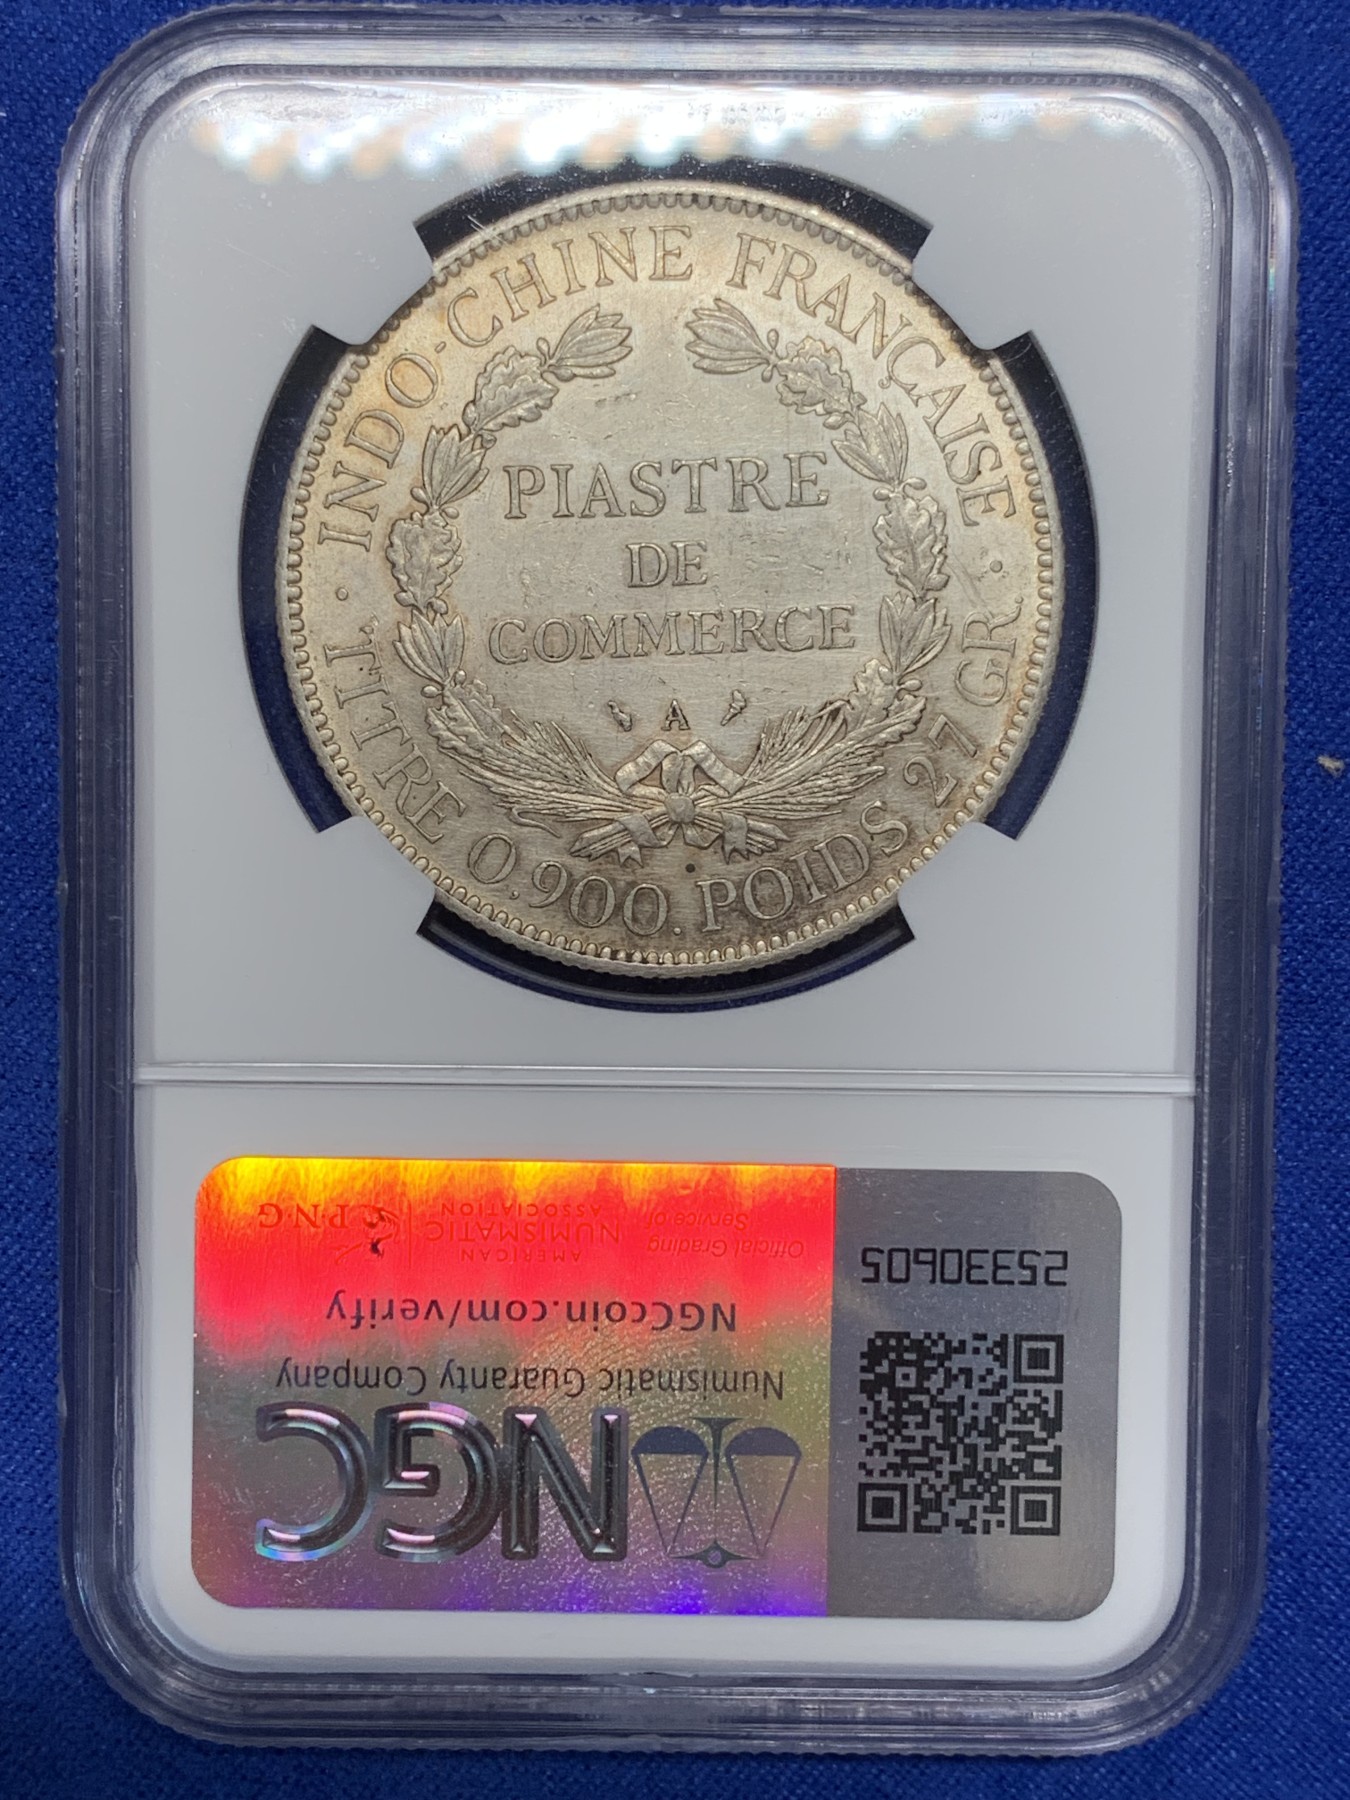 · INDO-CHINE FRANÇAISE ·
TITRE 0,900. POIDS 27 GR.
PIASTRE
DE
COMMERCE
A
25330605
NGC
Numismatic Guaranty Company
NGCcoin.com/verify
Official Grading
Service of
AMERICAN
NUMISMATIC
ASSOCIATION
P·N·G